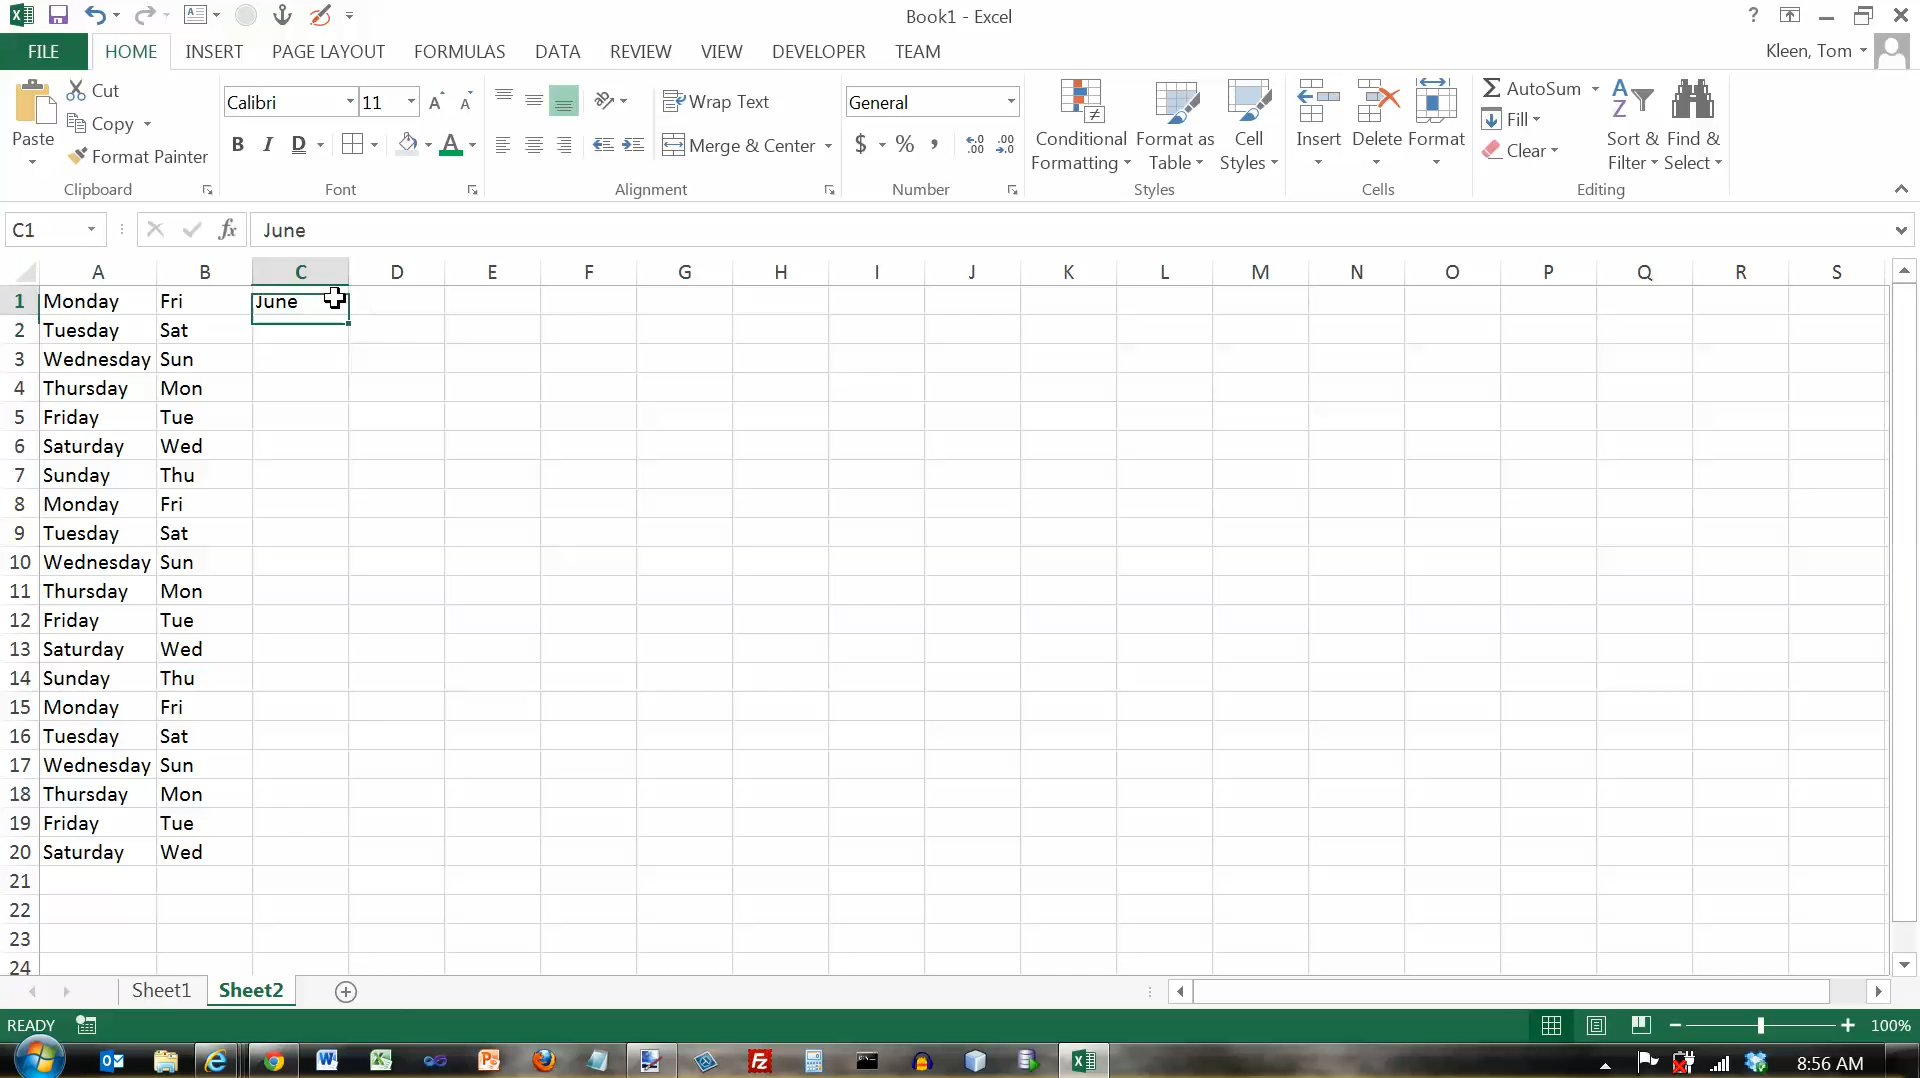 Book1 - Excel
?
FILE HOME INSERT PAGE LAYOUT FORMULAS DATA REVIEW VIEW DEVELOPER TEAM Kleen, Tom
Paste
Cut
Copy
Format Painter
Clipboard
Calibri 11
B I D
Font
Wrap Text
Merge & Center
Alignment
General
$ % ,
Number
Conditional Formatting
Format as Table
Cell Styles
Styles
Insert
Delete
Format
Cells
AutoSum
Fill
Clear
Sort & Filter
Find & Select
Editing
C1 fx June
A B C D E F G H I J K L M N O P Q R S
1 Monday Fri June
2 Tuesday Sat
3 Wednesday Sun
4 Thursday Mon
5 Friday Tue
6 Saturday Wed
7 Sunday Thu
8 Monday Fri
9 Tuesday Sat
10 Wednesday Sun
11 Thursday Mon
12 Friday Tue
13 Saturday Wed
14 Sunday Thu
15 Monday Fri
16 Tuesday Sat
17 Wednesday Sun
18 Thursday Mon
19 Friday Tue
20 Saturday Wed
21
22
23
24
Sheet1 Sheet2
READY 100%
8:56 AM